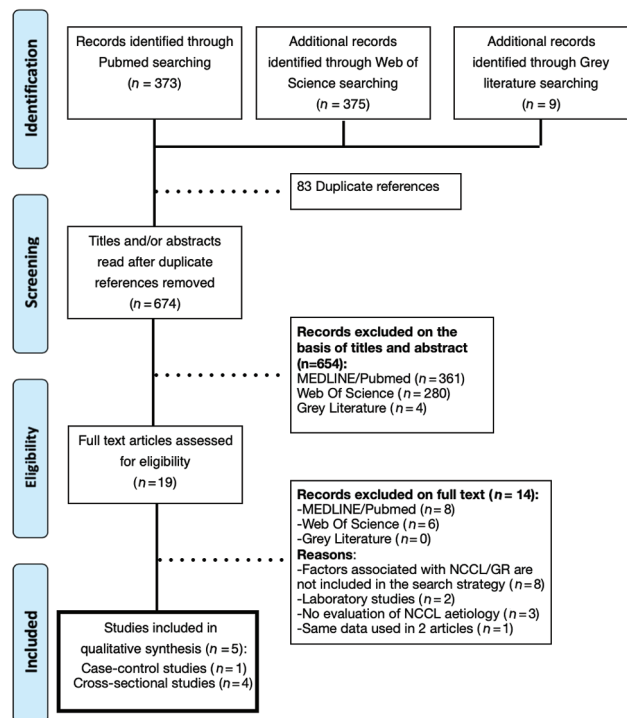 Identification
Records identified through
Pubmed searching
(n = 373)
Additional records
identified through Web of
Science searching
(n = 375)
Additional records
identified through Grey
literature searching
(n = 9)
83 Duplicate references
Screening
Titles and/or abstracts
read after duplicate
references removed
(n = 674)
Records excluded on the
basis of titles and abstract
(n=654):
MEDLINE/Pubmed (n = 361)
Web Of Science (n = 280)
Grey Literature (n = 4)
Eligibility
Full text articles assessed
for eligibility
(n = 19)
Records excluded on full text (n = 14):
-MEDLINE/Pubmed (n = 8)
-Web Of Science (n = 6)
-Grey Literature (n = 0)
Reasons:
-Factors associated with NCCL/GR are
not included in the search strategy (n = 8)
-Laboratory studies (n = 2)
-No evaluation of NCCL aetiology (n = 3)
-Same data used in 2 articles (n = 1)
Included
Studies included in
qualitative synthesis (n = 5):
Case-control studies (n = 1)
Cross-sectional studies (n = 4)